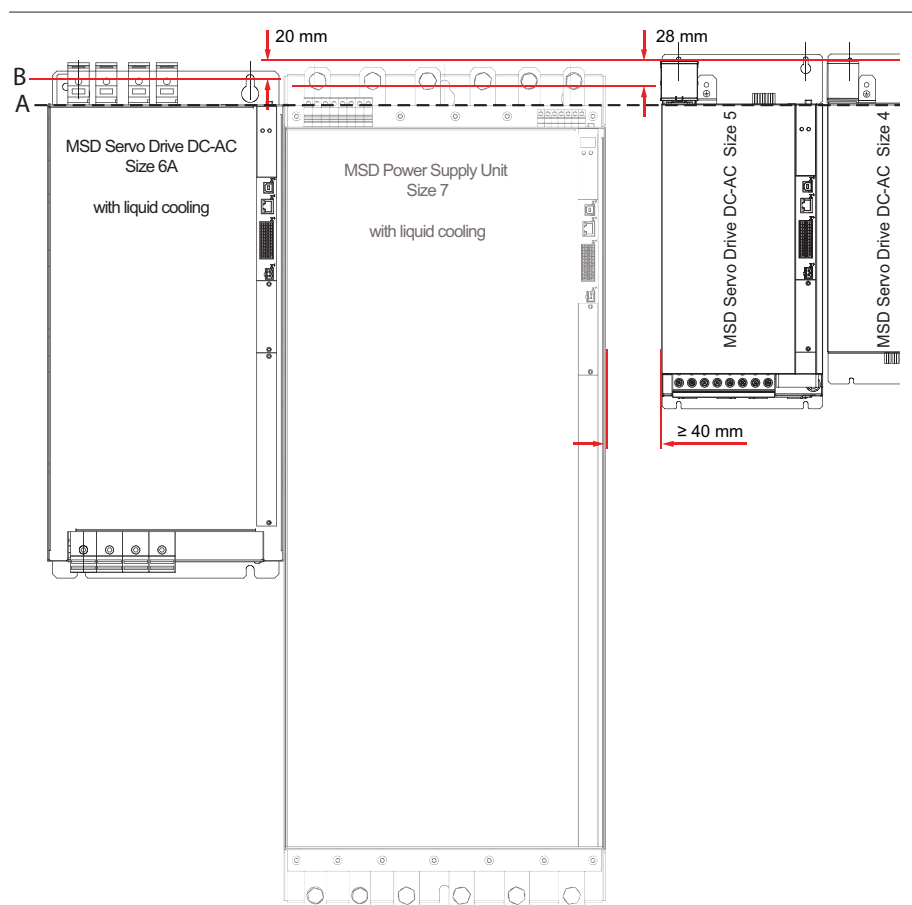 20 mm
28 mm
B
A
MSD Servo Drive DC-AC
Size 6A
with liquid cooling
MSD Power Supply Unit
Size 7
with liquid cooling
MSD Servo Drive DC-AC  Size 5
MSD Servo Drive DC-AC  Size 4
≥ 40 mm